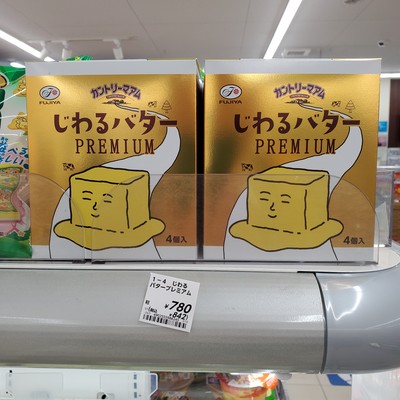 FUJIYA
カントリーマアム
じわるバター
PREMIUM
4個入
FUJIYA
カントリーマアム
じわるバター
PREMIUM
4個入
1-4 じわる
バタープレミアム
¥780
(税込 ¥842)